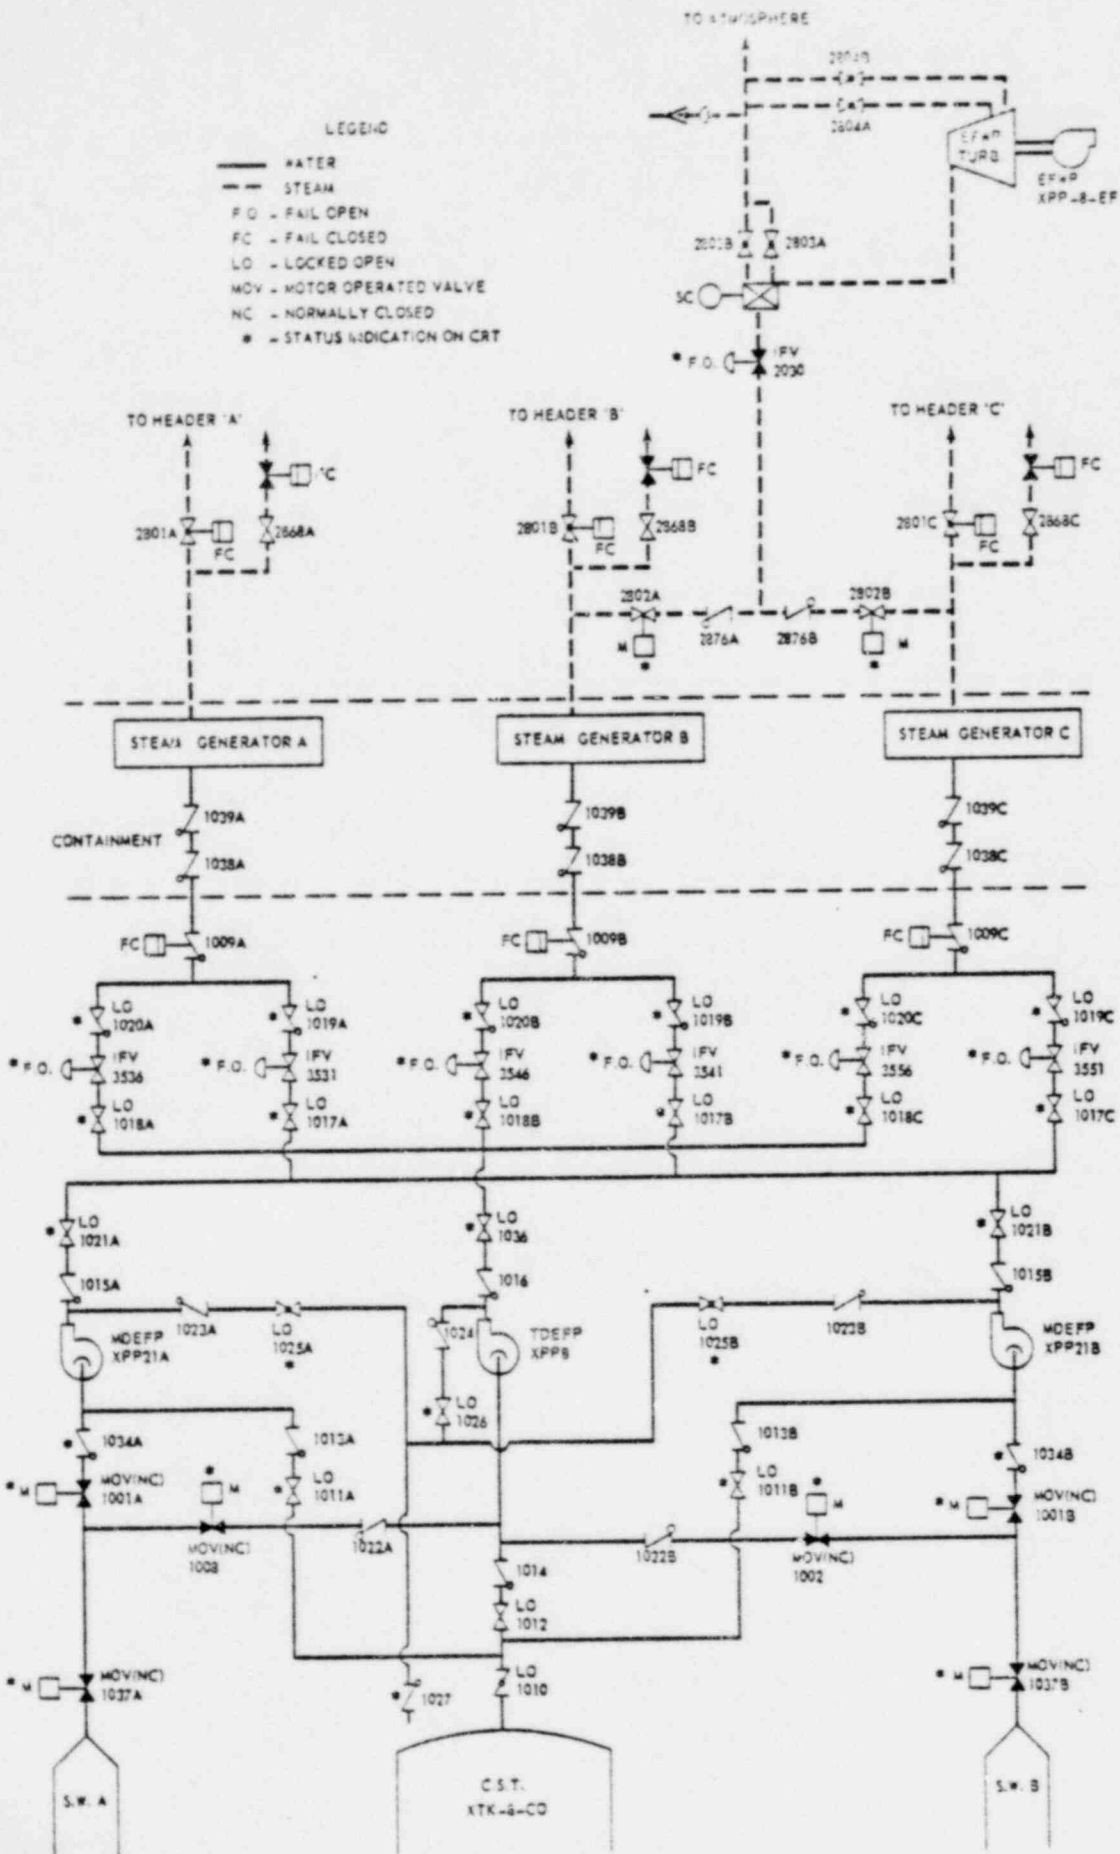 TO ATMOSPHERE
2804B
2804A
EFWP
TURB
EFWP
XPP-8-EF
LEGEND
WATER
STEAM
F.O - FAIL OPEN
FC - FAIL CLOSED
LO - LOCKED OPEN
MOV - MOTOR OPERATED VALVE
NC - NORMALLY CLOSED
* - STATUS INDICATION ON CRT
2803B
2803A
SC
* F.O.
IFV
2030
TO HEADER 'A'
TO HEADER 'B'
TO HEADER 'C'
FC
FC
FC
2801A
FC
2868A
2801B
FC
2868B
2801C
FC
2868C
2802A
2802B
M
*
2876A
2876B
M
*
STEAM GENERATOR A
STEAM GENERATOR B
STEAM GENERATOR C
1039A
1039B
1039C
CONTAINMENT
1038A
1038B
1038C
FC
1009A
FC
1009B
FC
1009C
* LO
1020A
* LO
1019A
* LO
1020B
* LO
1019B
* LO
1020C
* LO
1019C
* F.O.
IFV
3536
* F.O.
IFV
3531
* F.O.
IFV
3546
* F.O.
IFV
3541
* F.O.
IFV
3556
* F.O.
IFV
3551
* LO
1018A
* LO
1017A
* LO
1018B
* LO
1017B
* LO
1018C
* LO
1017C
* LO
1021A
* LO
1036
* LO
1021B
1015A
1016
1015B
1023A
LO
1025A
*
1024
LO
1025B
*
1023B
MDEFP
XPP21A
TDEFP
XPP8
MDEFP
XPP21B
* LO
1026
* 1034A
1013A
1013B
* 1034B
* M
MOV(NC)
1001A
* M
* LO
1011A
* LO
1011B
* M
* M
MOV(NC)
1001B
MOV(NC)
1008
1022A
1022B
MOV(NC)
1002
1014
LO
1012
* M
MOV(NC)
1037A
* 1027
LO
1010
* M
MOV(NC)
1037B
S.W. A
C.S.T.
XTK-8-CO
S.W. B